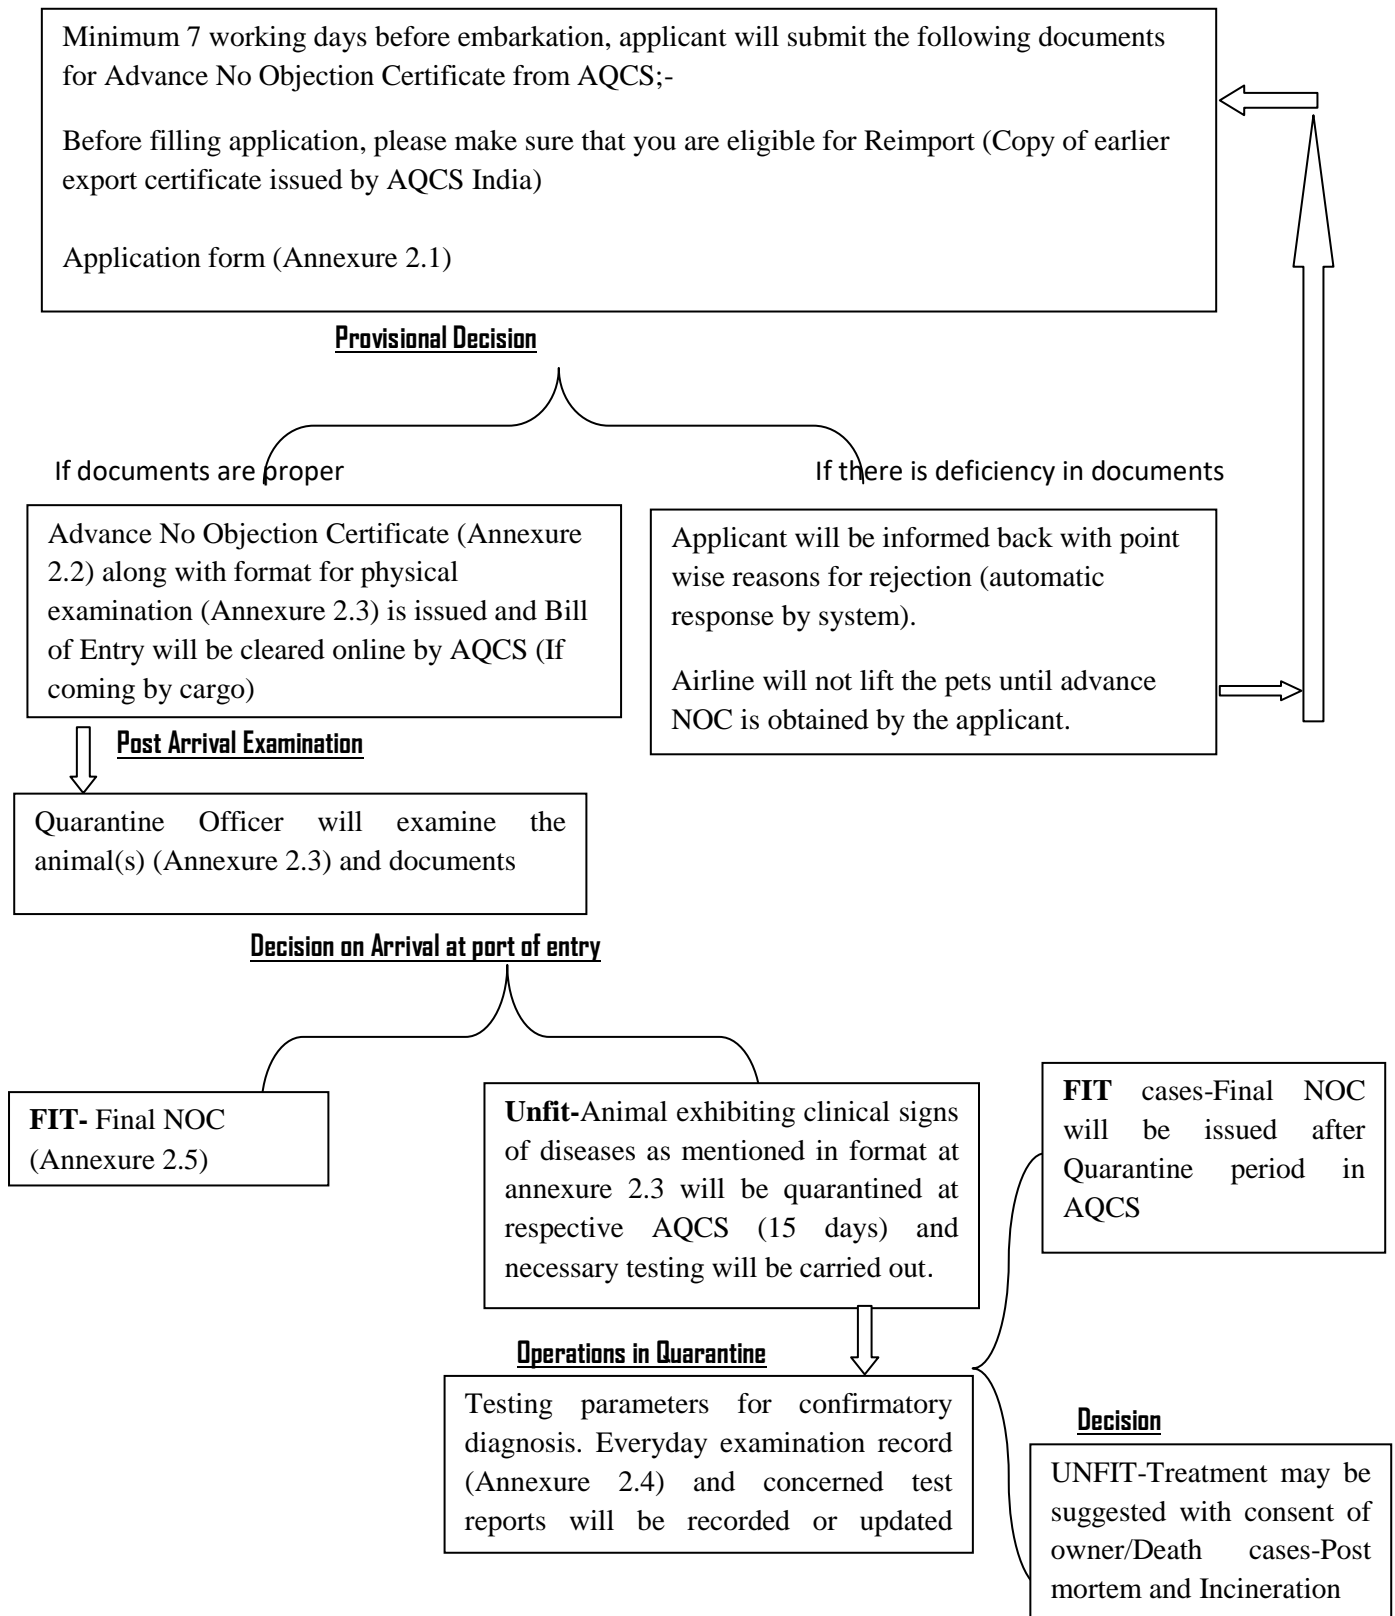 Minimum 7 working days before embarkation, applicant will submit the following documents
for Advance No Objection Certificate from AQCS;-
Before filling application, please make sure that you are eligible for Reimport (Copy of earlier
export certificate issued by AQCS India)
Application form (Annexure 2.1)
Provisional Decision
If documents are proper
If there is deficiency in documents
Advance No Objection Certificate (Annexure
2.2) along with format for physical
examination (Annexure 2.3) is issued and Bill
of Entry will be cleared online by AQCS (If
coming by cargo)
Applicant will be informed back with point
wise reasons for rejection (automatic
response by system).
Airline will not lift the pets until advance
NOC is obtained by the applicant.
Post Arrival Examination
Quarantine Officer will examine the
animal(s) (Annexure 2.3) and documents
Decision on Arrival at port of entry
FIT- Final NOC
(Annexure 2.5)
Unfit-Animal exhibiting clinical signs
of diseases as mentioned in format at
annexure 2.3 will be quarantined at
respective AQCS (15 days) and
necessary testing will be carried out.
FIT cases-Final NOC
will be issued after
Quarantine period in
AQCS
Operations in Quarantine
Testing parameters for confirmatory
diagnosis. Everyday examination record
(Annexure 2.4) and concerned test
reports will be recorded or updated
Decision
UNFIT-Treatment may be
suggested with consent of
owner/Death cases-Post
mortem and Incineration